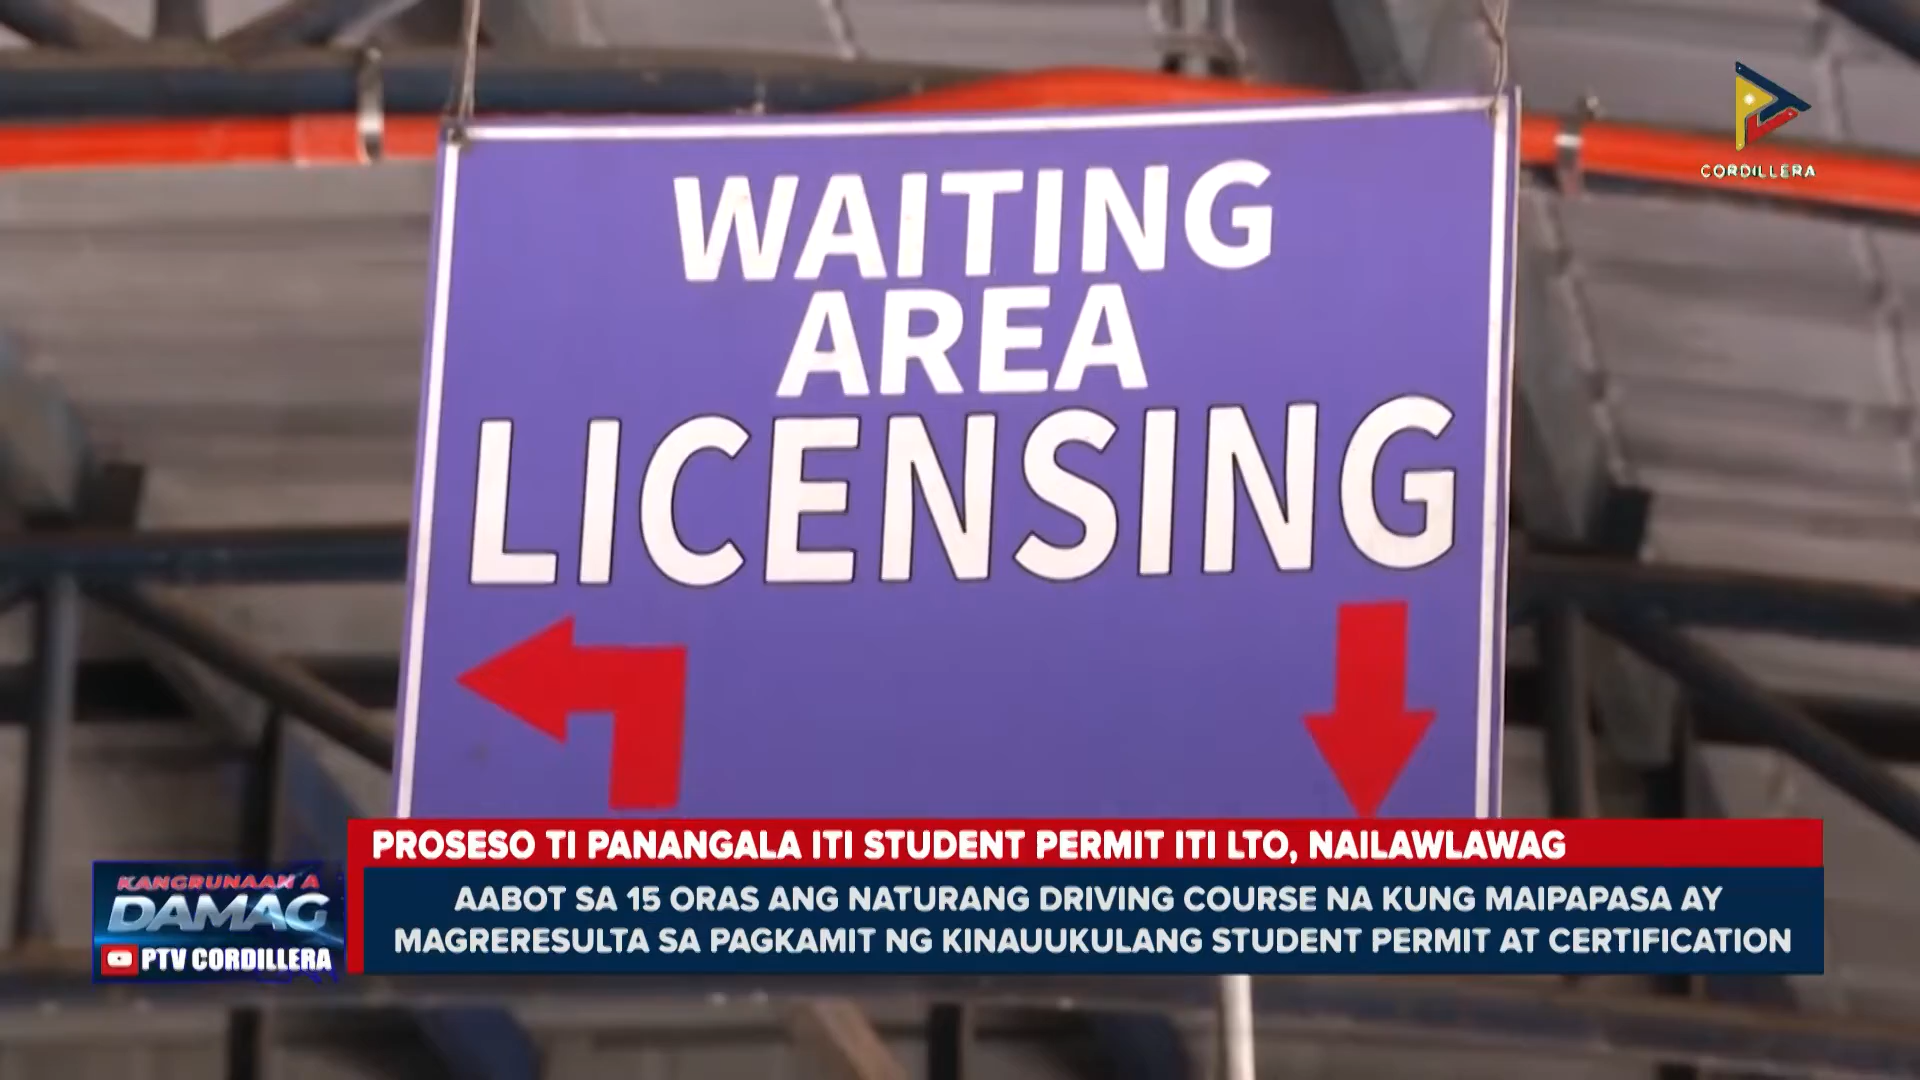 CORDILLERA
WAITING
AREA
LICENSING
PROSESO TI PANANGALA ITI STUDENT PERMIT ITI LTO, NAILAWLAWAG
KANGRUNAAN A
DAMAG
PTV CORDILLERA
AABOT SA 15 ORAS ANG NATURANG DRIVING COURSE NA KUNG MAIPAPASA AY
MAGRERESULTA SA PAGKAMIT NG KINAUUKULANG STUDENT PERMIT AT CERTIFICATION